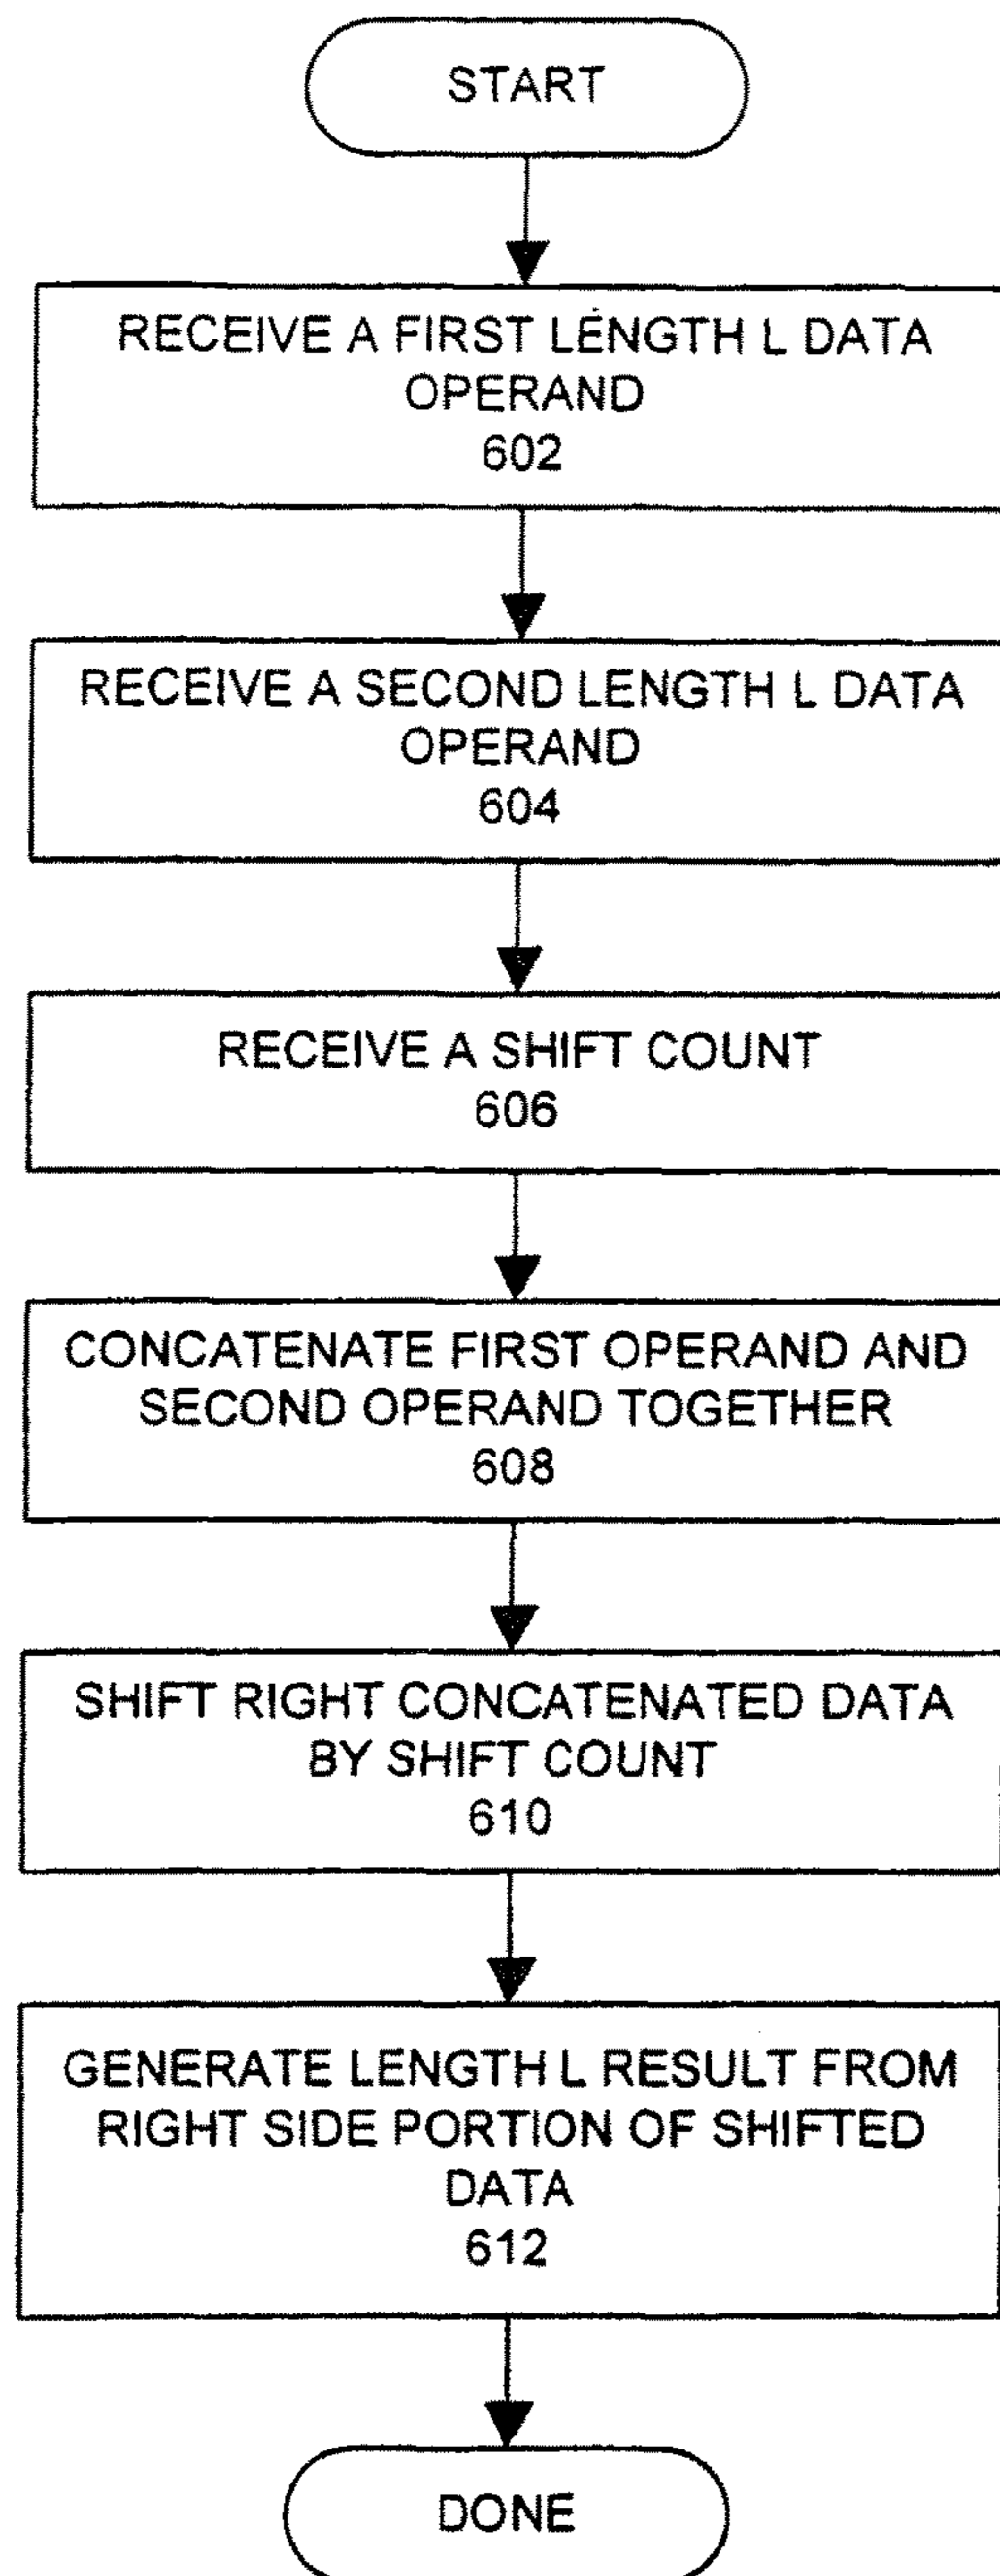 START
RECEIVE A FIRST LENGTH L DATA
OPERAND
602
RECEIVE A SECOND LENGTH L DATA
OPERAND
604
RECEIVE A SHIFT COUNT
606
CONCATENATE FIRST OPERAND AND
SECOND OPERAND TOGETHER
608
SHIFT RIGHT CONCATENATED DATA
BY SHIFT COUNT
610
GENERATE LENGTH L RESULT FROM
RIGHT SIDE PORTION OF SHIFTED
DATA
612
DONE